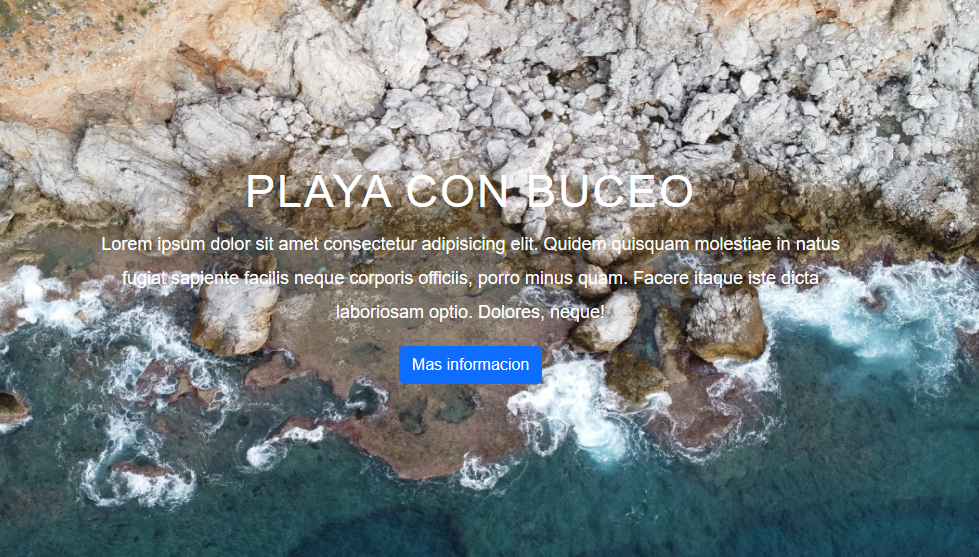 PLAYA CON BUCEO
Lorem ipsum dolor sit amet consectetur adipisicing elit. Quidem quisquam molestiae in natus
fugiat sapiente facilis neque corporis officiis, porro minus quam. Facere itaque iste dicta
laboriosam optio. Dolores, neque!
Mas informacion